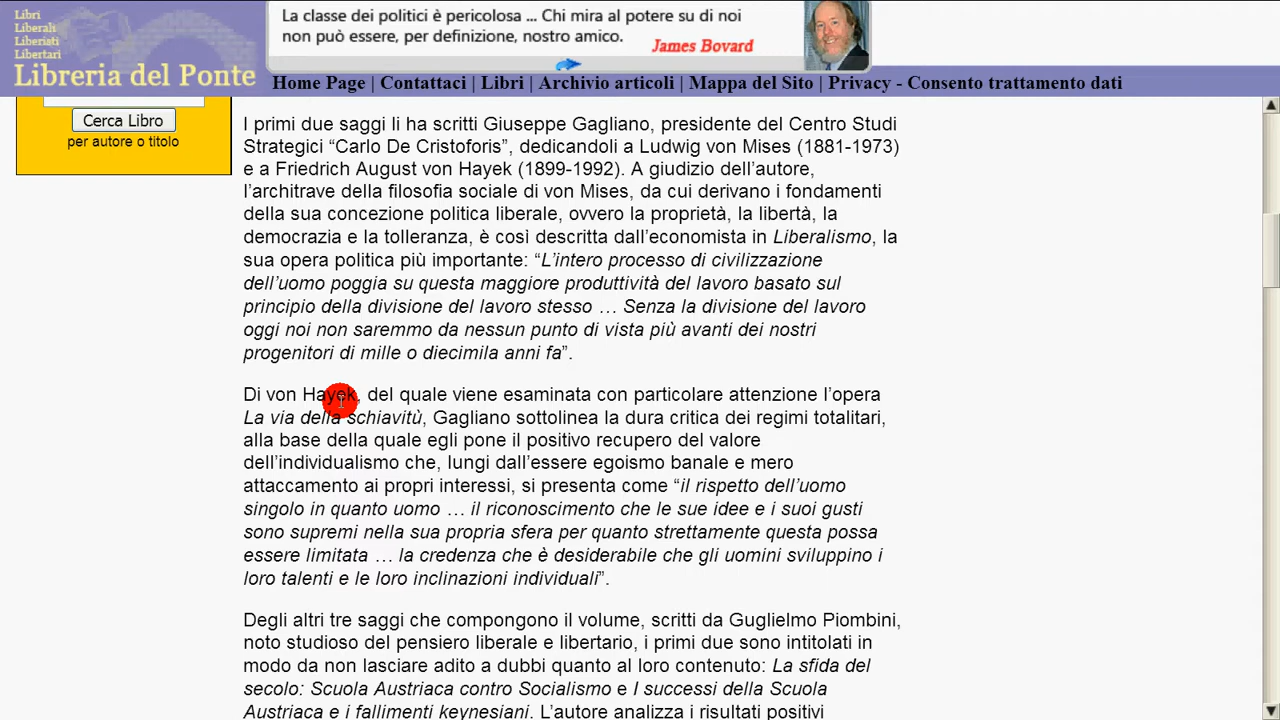 Libri
Liberali
Liberisti
Libertari
Libreria del Ponte
La classe dei politici è pericolosa ... Chi mira al potere su di noi
non può essere, per definizione, nostro amico.
James Bovard
Home Page | Contattaci | Libri | Archivio articoli | Mappa del Sito | Privacy - Consento trattamento dati
Cerca Libro
per autore o titolo
I primi due saggi li ha scritti Giuseppe Gagliano, presidente del Centro Studi
Strategici “Carlo De Cristoforis”, dedicandoli a Ludwig von Mises (1881-1973)
e a Friedrich August von Hayek (1899-1992). A giudizio dell’autore,
l’architrave della filosofia sociale di von Mises, da cui derivano i fondamenti
della sua concezione politica liberale, ovvero la proprietà, la libertà, la
democrazia e la tolleranza, è così descritta dall’economista in Liberalismo, la
sua opera politica più importante: “L’intero processo di civilizzazione
dell’uomo poggia su questa maggiore produttività del lavoro basato sul
principio della divisione del lavoro stesso … Senza la divisione del lavoro
oggi noi non saremmo da nessun punto di vista più avanti dei nostri
progenitori di mille o diecimila anni fa”.
Di von Hayek, del quale viene esaminata con particolare attenzione l’opera
La via della schiavitù, Gagliano sottolinea la dura critica dei regimi totalitari,
alla base della quale egli pone il positivo recupero del valore
dell’individualismo che, lungi dall’essere egoismo banale e mero
attaccamento ai propri interessi, si presenta come “il rispetto dell’uomo
singolo in quanto uomo … il riconoscimento che le sue idee e i suoi gusti
sono supremi nella sua propria sfera per quanto strettamente questa possa
essere limitata … la credenza che è desiderabile che gli uomini sviluppino i
loro talenti e le loro inclinazioni individuali”.
Degli altri tre saggi che compongono il volume, scritti da Guglielmo Piombini,
noto studioso del pensiero liberale e libertario, i primi due sono intitolati in
modo da non lasciare adito a dubbi quanto al loro contenuto: La sfida del
secolo: Scuola Austriaca contro Socialismo e I successi della Scuola
Austriaca e i fallimenti keynesiani. L’autore analizza i risultati positivi